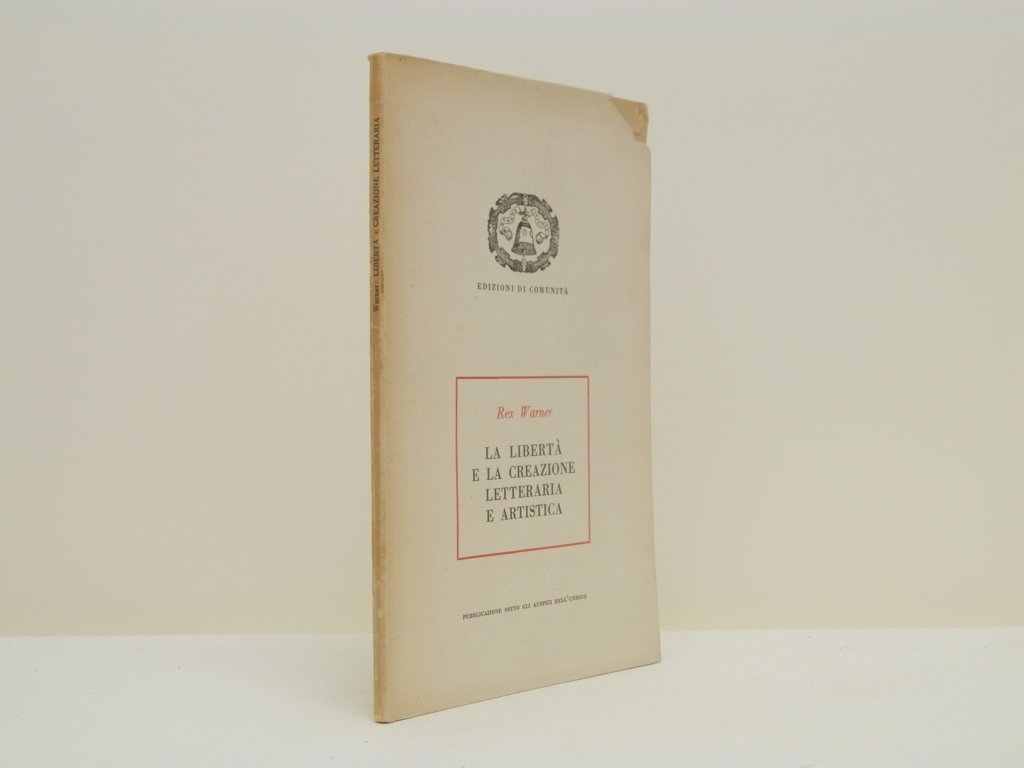 Warner: LIBERTÀ e CREAZIONE LETTERARIA
EDIZIONI DI COMUNITÀ
Rex Warner
LA LIBERTÀ
E LA CREAZIONE
LETTERARIA
E ARTISTICA
PUBBLICAZIONE SOTTO GLI AUSPICI DELL'UNESCO